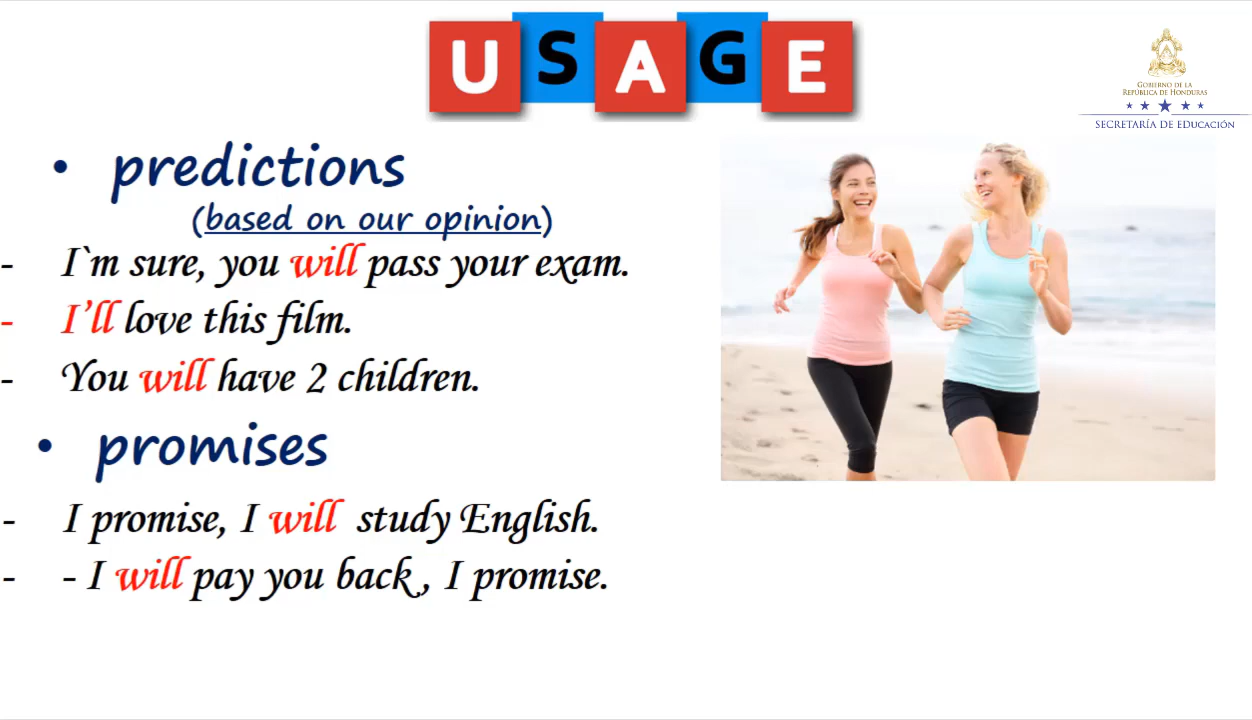 USAGE
GOBIERNO DE LA
REPÚBLICA DE HONDURAS
SECRETARÍA DE EDUCACIÓN
• predictions
(based on our opinion)
- I`m sure, you will pass your exam.
- I’ll love this film.
- You will have 2 children.
• promises
- I promise, I will study English.
- - I will pay you back , I promise.